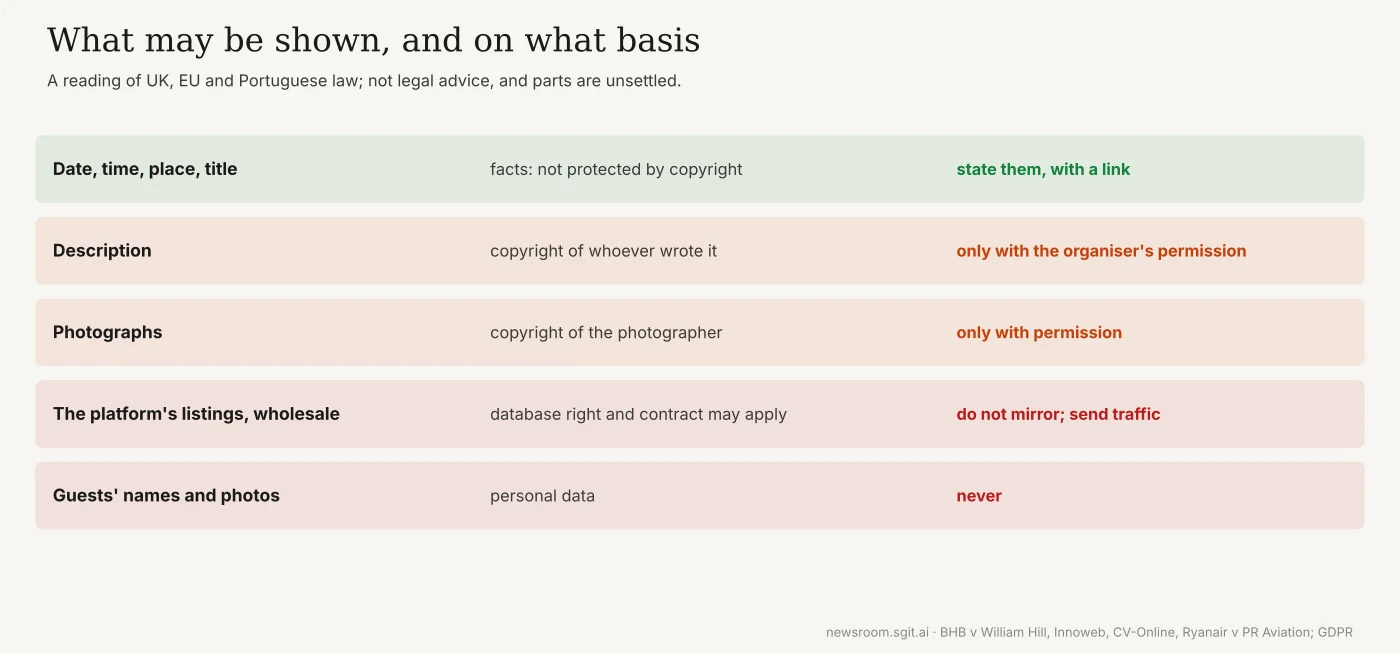 What may be shown, and on what basis
A reading of UK, EU and Portuguese law; not legal advice, and parts are unsettled.
Date, time, place, title
facts: not protected by copyright
state them, with a link
Description
copyright of whoever wrote it
only with the organiser's permission
Photographs
copyright of the photographer
only with permission
The platform's listings, wholesale
database right and contract may apply
do not mirror; send traffic
Guests' names and photos
personal data
never
newsroom.sgit.ai · BHB v William Hill, Innoweb, CV-Online, Ryanair v PR Aviation; GDPR